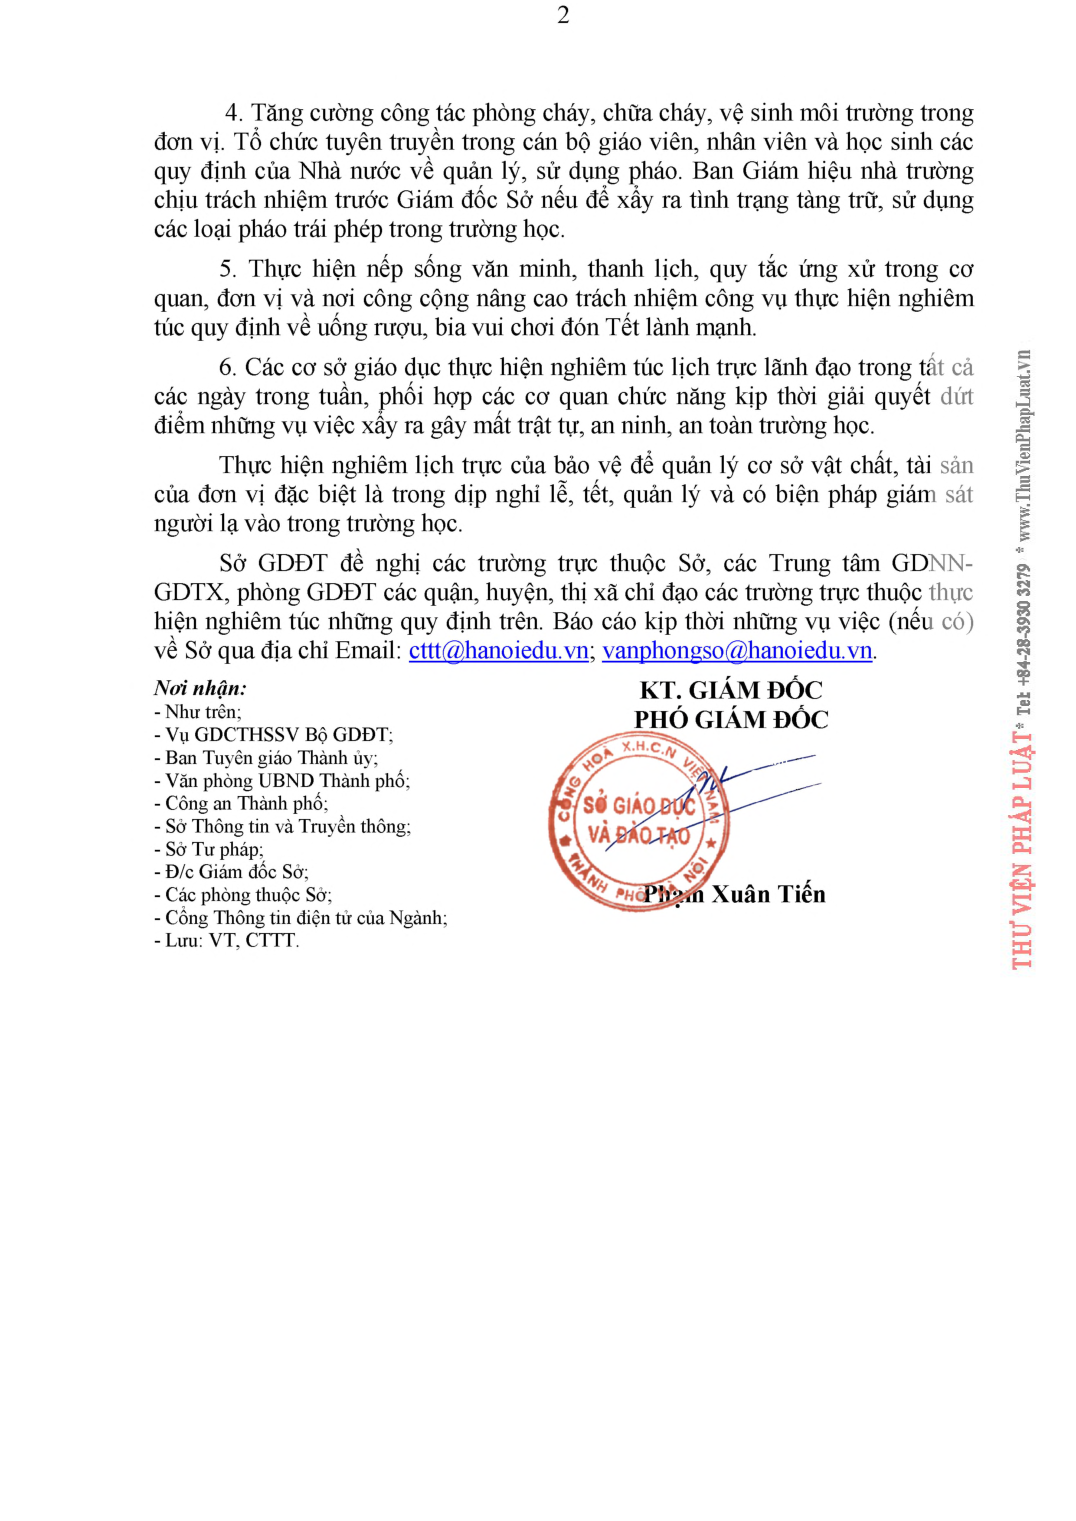 2
4. Tăng cường công tác phòng cháy, chữa cháy, vệ sinh môi trường trong
đơn vị. Tổ chức tuyên truyền trong cán bộ giáo viên, nhân viên và học sinh các
quy định của Nhà nước về quản lý, sử dụng pháo. Ban Giám hiệu nhà trường
chịu trách nhiệm trước Giám đốc Sở nếu để xẩy ra tình trạng tàng trữ, sử dụng
các loại pháo trái phép trong trường học.
5. Thực hiện nếp sống văn minh, thanh lịch, quy tắc ứng xử trong cơ
quan, đơn vị và nơi công cộng nâng cao trách nhiệm công vụ thực hiện nghiêm
túc quy định về uống rượu, bia vui chơi đón Tết lành mạnh.
6. Các cơ sở giáo dục thực hiện nghiêm túc lịch trực lãnh đạo trong tất cả
các ngày trong tuần, phối hợp các cơ quan chức năng kịp thời giải quyết dứt
điểm những vụ việc xẩy ra gây mất trật tự, an ninh, an toàn trường học.
Thực hiện nghiêm lịch trực của bảo vệ để quản lý cơ sở vật chất, tài sản
của đơn vị đặc biệt là trong dịp nghỉ lễ, tết, quản lý và có biện pháp giám sát
người lạ vào trong trường học.
Sở GDĐT đề nghị các trường trực thuộc Sở, các Trung tâm GDNN-
GDTX, phòng GDĐT các quận, huyện, thị xã chỉ đạo các trường trực thuộc thực
hiện nghiêm túc những quy định trên. Báo cáo kịp thời những vụ việc (nếu có)
về Sở qua địa chỉ Email: cttt@hanoiedu.vn; vanphongso@hanoiedu.vn.
Nơi nhận:
- Như trên;
- Vụ GDCTHSSV Bộ GDĐT;
- Ban Tuyên giáo Thành ủy;
- Văn phòng UBND Thành phố;
- Công an Thành phố;
- Sở Thông tin và Truyền thông;
- Sở Tư pháp;
- Đ/c Giám đốc Sở;
- Các phòng thuộc Sở;
- Cổng Thông tin điện tử của Ngành;
- Lưu: VT, CTTT.
KT. GIÁM ĐỐC
PHÓ GIÁM ĐỐC
CỘNG HOÀ X.H.C.N VIỆT NAM
SỞ GIÁO DỤC
VÀ ĐÀO TẠO
THÀNH PHỐ HÀ NỘI
Phạm Xuân Tiến
THƯ VIỆN PHÁP LUẬT * Tel: +84-28-3930 3279 * www.ThuVienPhapLuat.vn